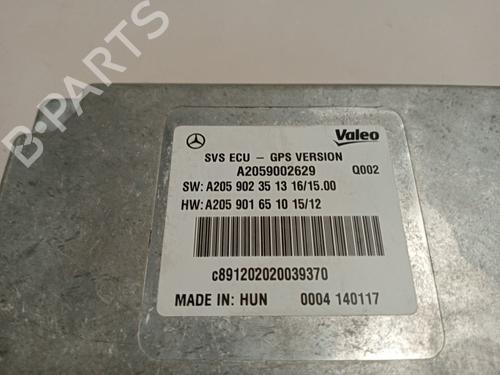 B-PARTS
Valeo
SVS ECU - GPS VERSION
A2059002629 Q002
SW: A205 902 35 13 16/15.00
HW: A205 901 65 10 15/12
c891202020039370
MADE IN: HUN 0004 140117